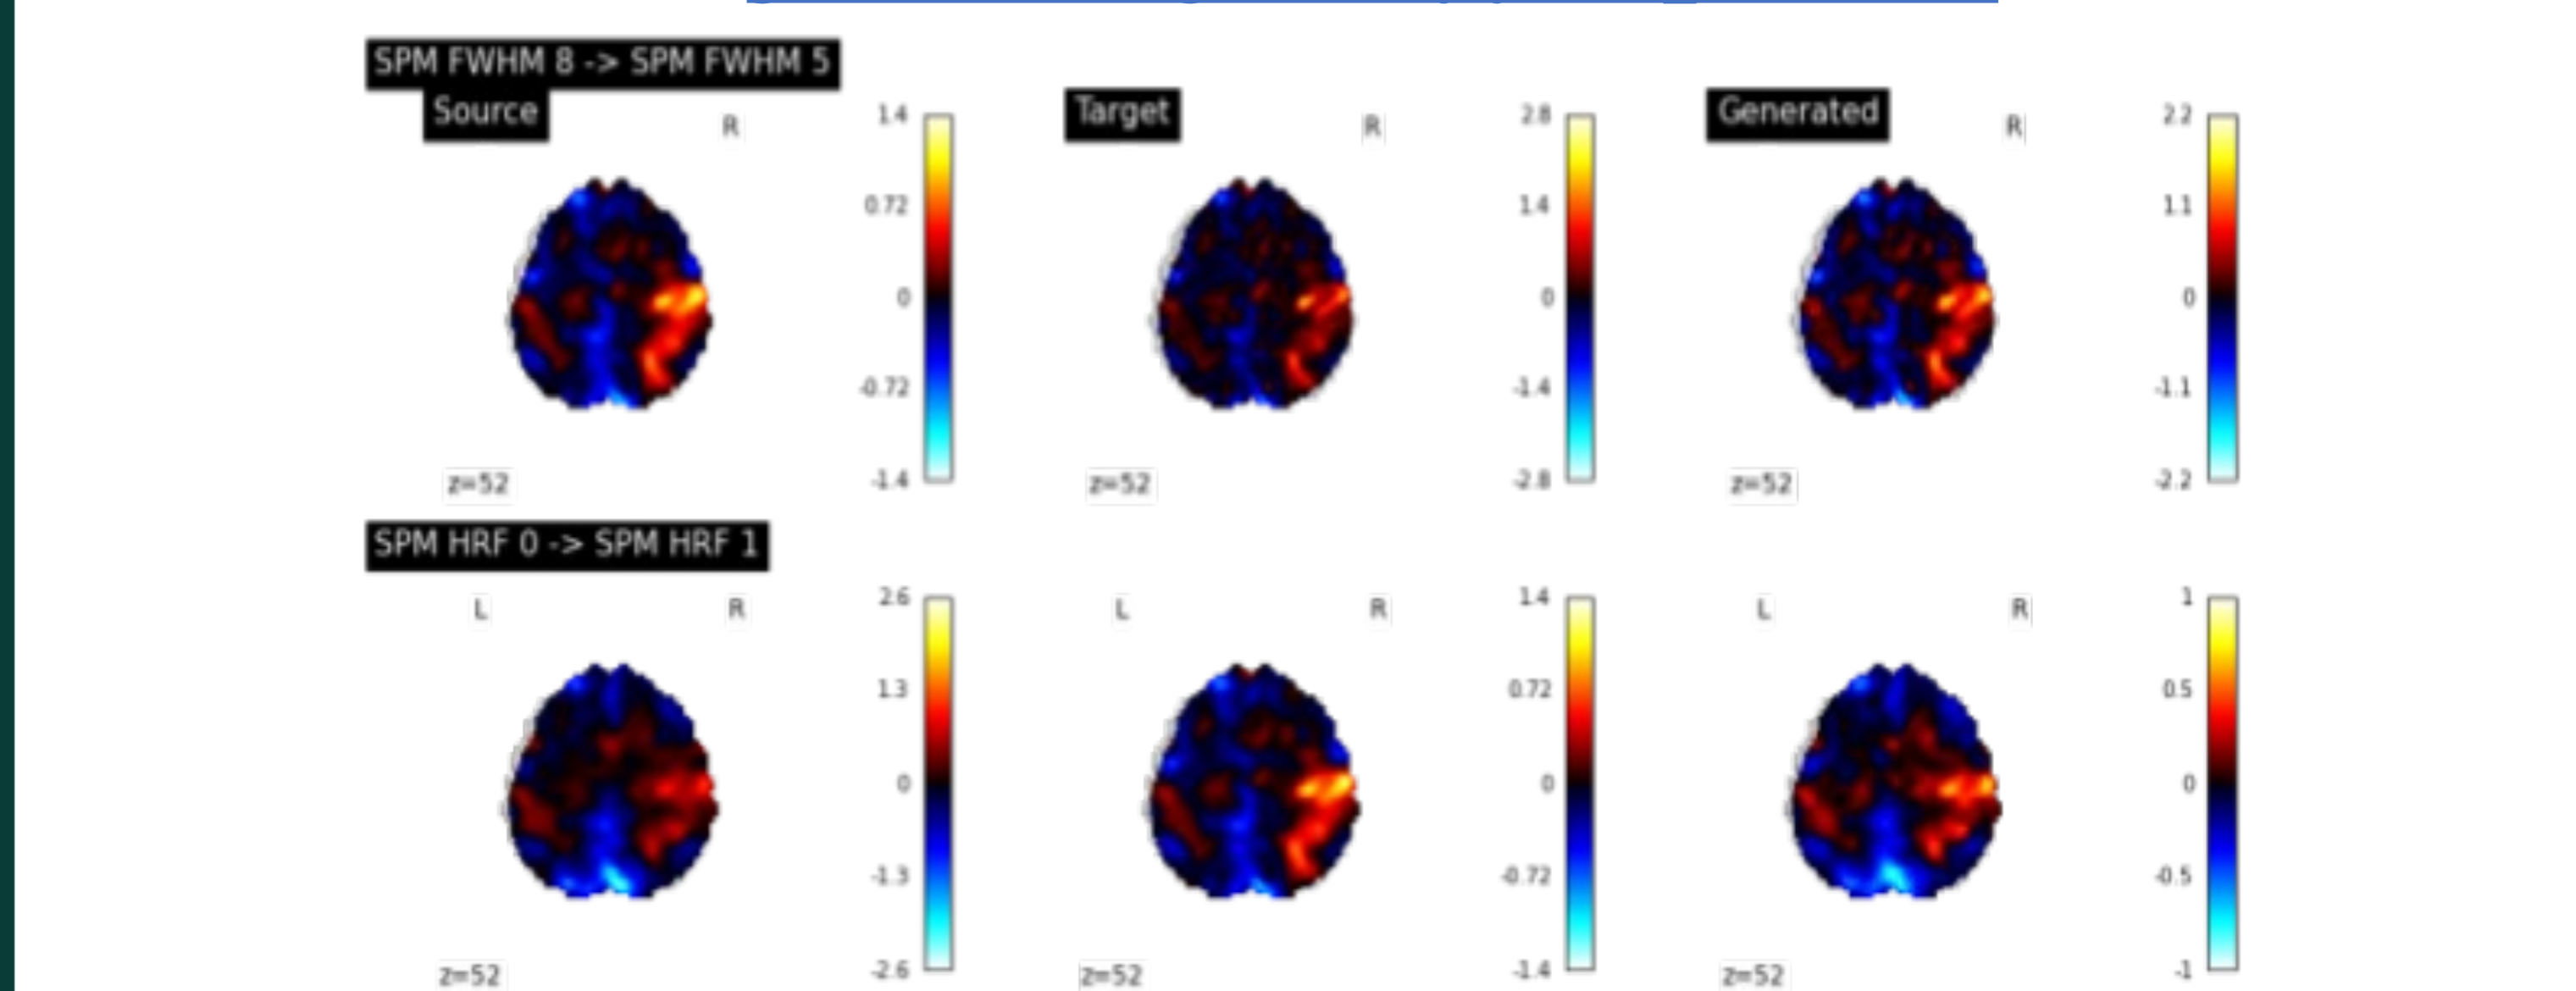 SPM FWHM 8 -> SPM FWHM 5
Source
R
1.4
0.72
0
-0.72
-1.4
z=52
Target
R
2.8
1.4
0
-1.4
-2.8
z=52
Generated
R
2.2
1.1
0
-1.1
-2.2
z=52
SPM HRF 0 -> SPM HRF 1
L R
2.6
1.3
0
-1.3
-2.6
z=52
L R
1.4
0.72
0
-0.72
-1.4
z=52
L R
1
0.5
0
-0.5
-1
z=52